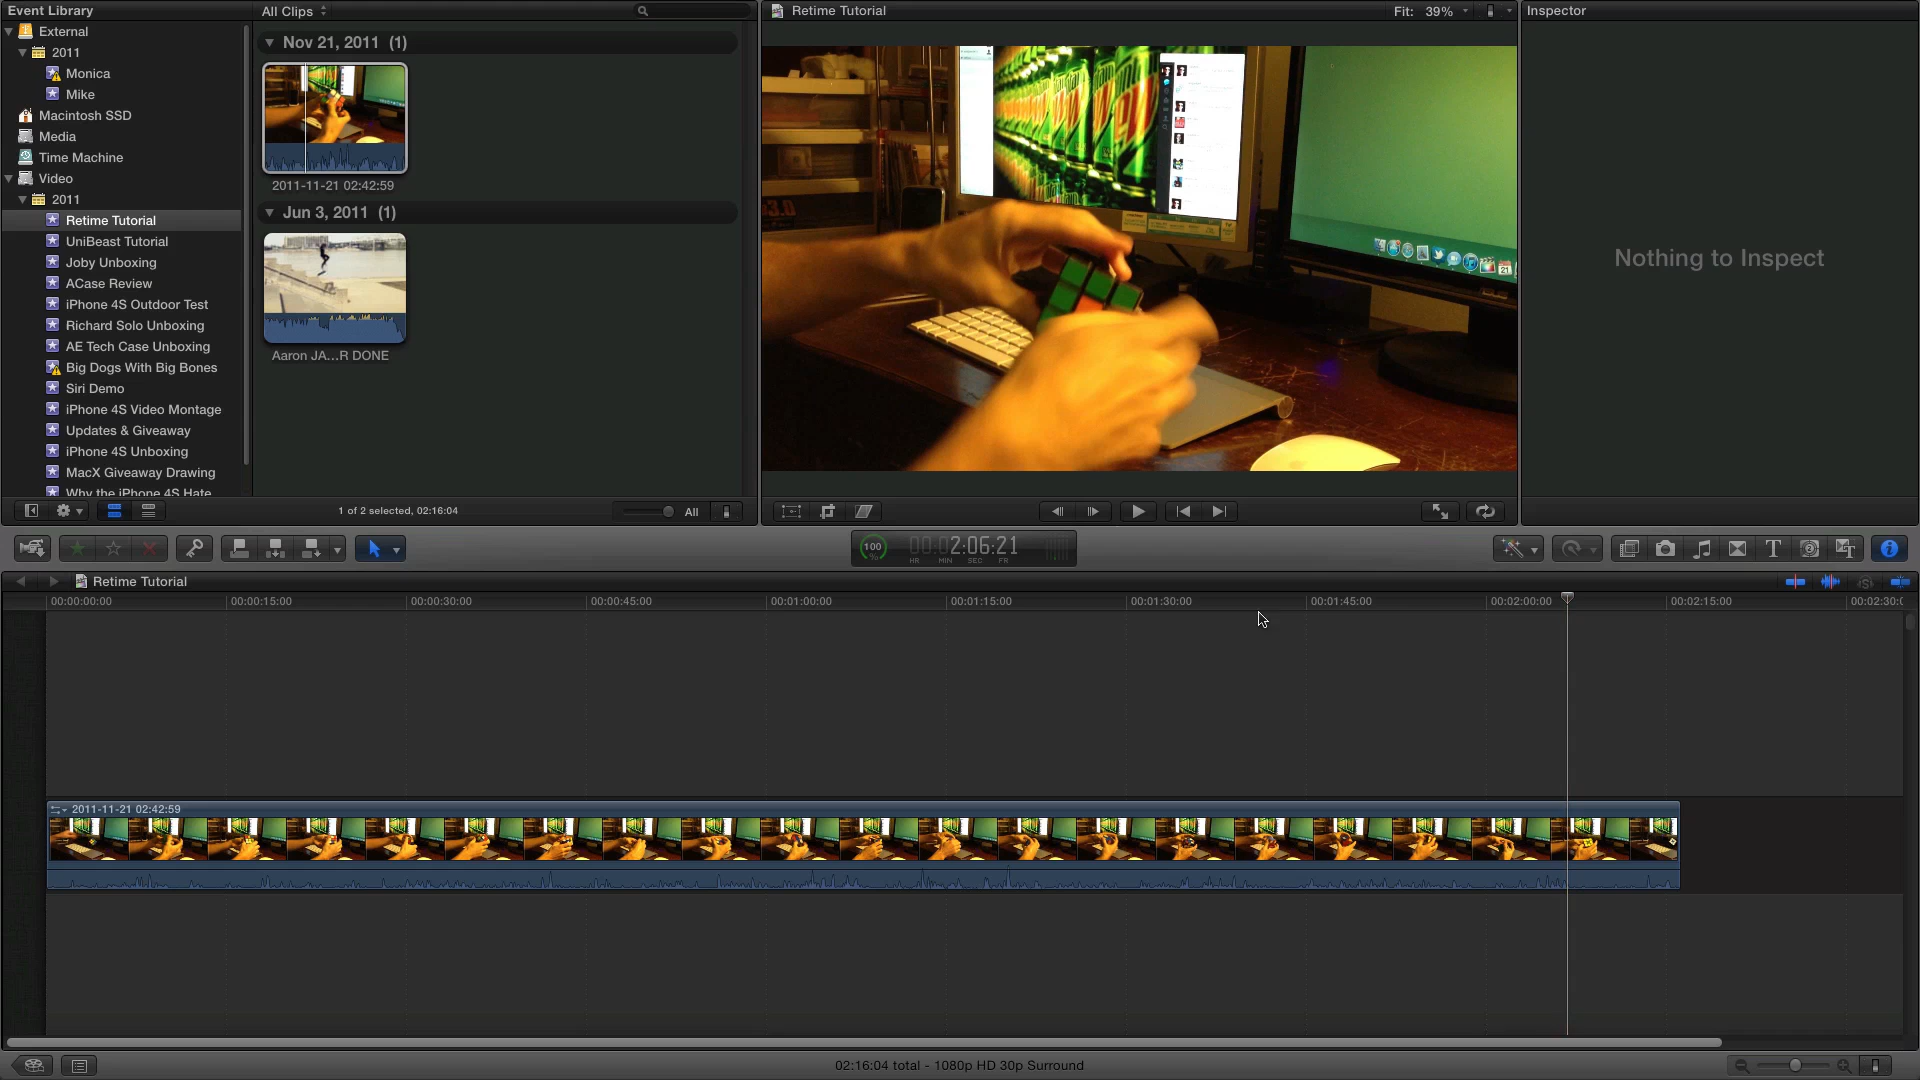 Event Library
All Clips
Retime Tutorial
Fit: 39%
Inspector
External
2011
Monica
Mike
Macintosh SSD
Media
Time Machine
Video
2011
Retime Tutorial
UniBeast Tutorial
Joby Unboxing
ACase Review
iPhone 4S Outdoor Test
Richard Solo Unboxing
AE Tech Case Unboxing
Big Dogs With Big Bones
Siri Demo
iPhone 4S Video Montage
Updates & Giveaway
iPhone 4S Unboxing
MacX Giveaway Drawing
Why the iPhone 4S Hate
Nov 21, 2011 (1)
2011-11-21 02:42:59
Jun 3, 2011 (1)
Aaron JA...R DONE
Nothing to Inspect
1 of 2 selected, 02:16:04
All
100 %
00:02:06:21
HR MIN SEC FR
Retime Tutorial
00:00:00:00 00:00:15:00 00:00:30:00 00:00:45:00 00:01:00:00 00:01:15:00 00:01:30:00 00:01:45:00 00:02:00:00 00:02:15:00 00:02:30:0
2011-11-21 02:42:59
02:16:04 total - 1080p HD 30p Surround